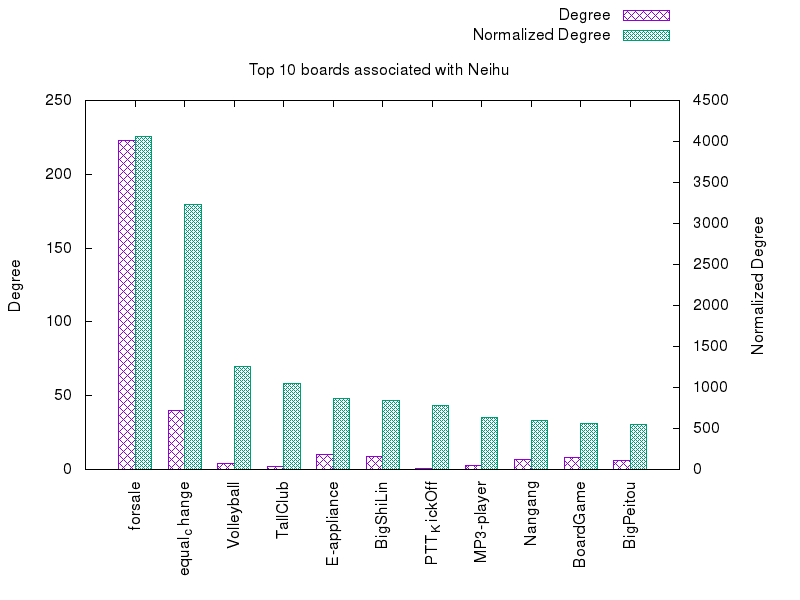 Degree
Normalized Degree
Top 10 boards associated with Neihu
250
200
150
100
50
0
4500
4000
3500
3000
2500
2000
1500
1000
500
0
Degree
Normalized Degree
forsale
equal_change
Volleyball
TallClub
E-appliance
BigShiLin
PTT_KickOff
MP3-player
Nangang
BoardGame
BigPeitou